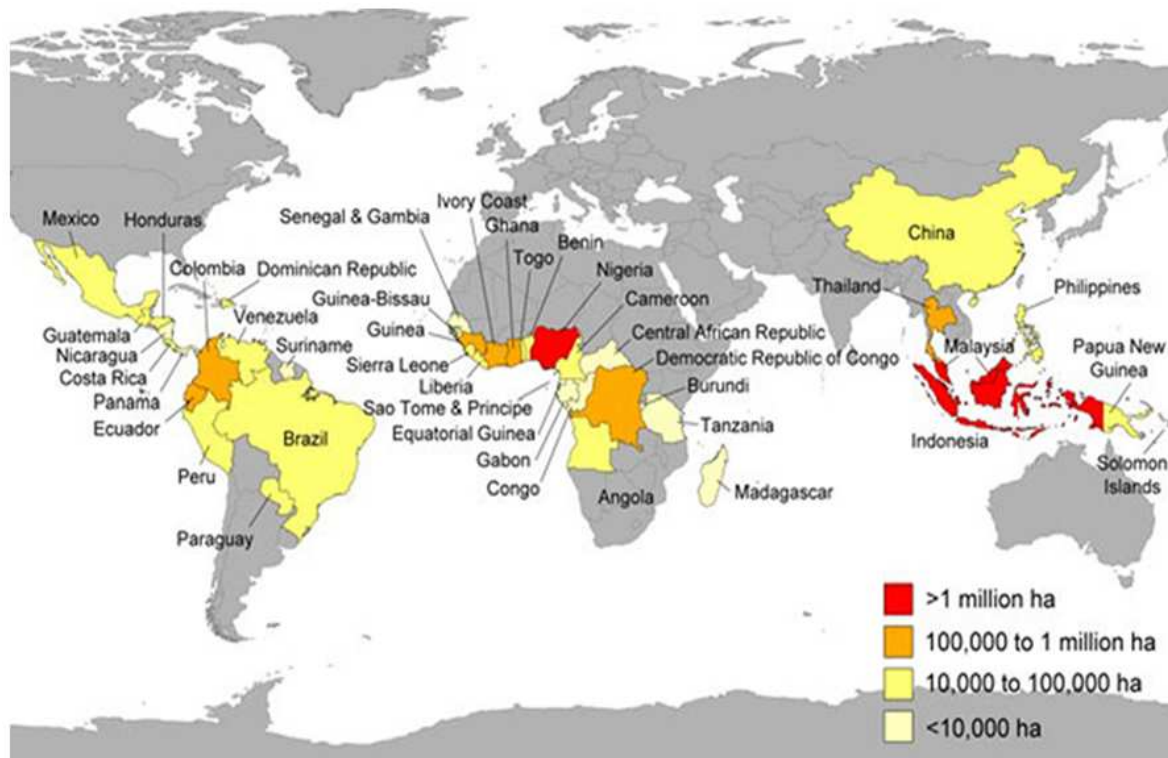 Mexico
Honduras
Colombia
Dominican Republic
Guatemala
Venezuela
Nicaragua
Suriname
Costa Rica
Panama
Ecuador
Brazil
Peru
Paraguay
Senegal & Gambia
Ivory Coast
Ghana
Togo
Benin
Nigeria
Guinea-Bissau
Cameroon
Guinea
Central African Republic
Sierra Leone
Democratic Republic of Congo
Liberia
Burundi
Sao Tome & Principe
Tanzania
Equatorial Guinea
Gabon
Congo
Angola
Madagascar
China
Thailand
Philippines
Malaysia
Papua New
Guinea
Indonesia
Solomon
Islands
>1 million ha
100,000 to 1 million ha
10,000 to 100,000 ha
<10,000 ha